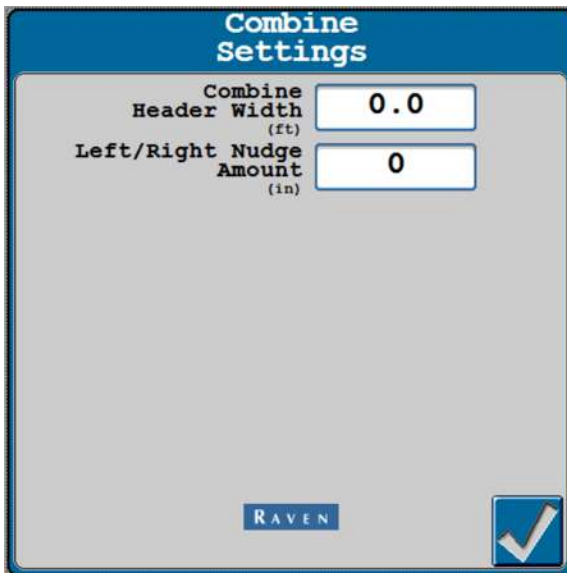 Combine
Settings
Combine
Header Width
(ft)
0.0
Left/Right Nudge
Amount
(in)
0
RAVEN